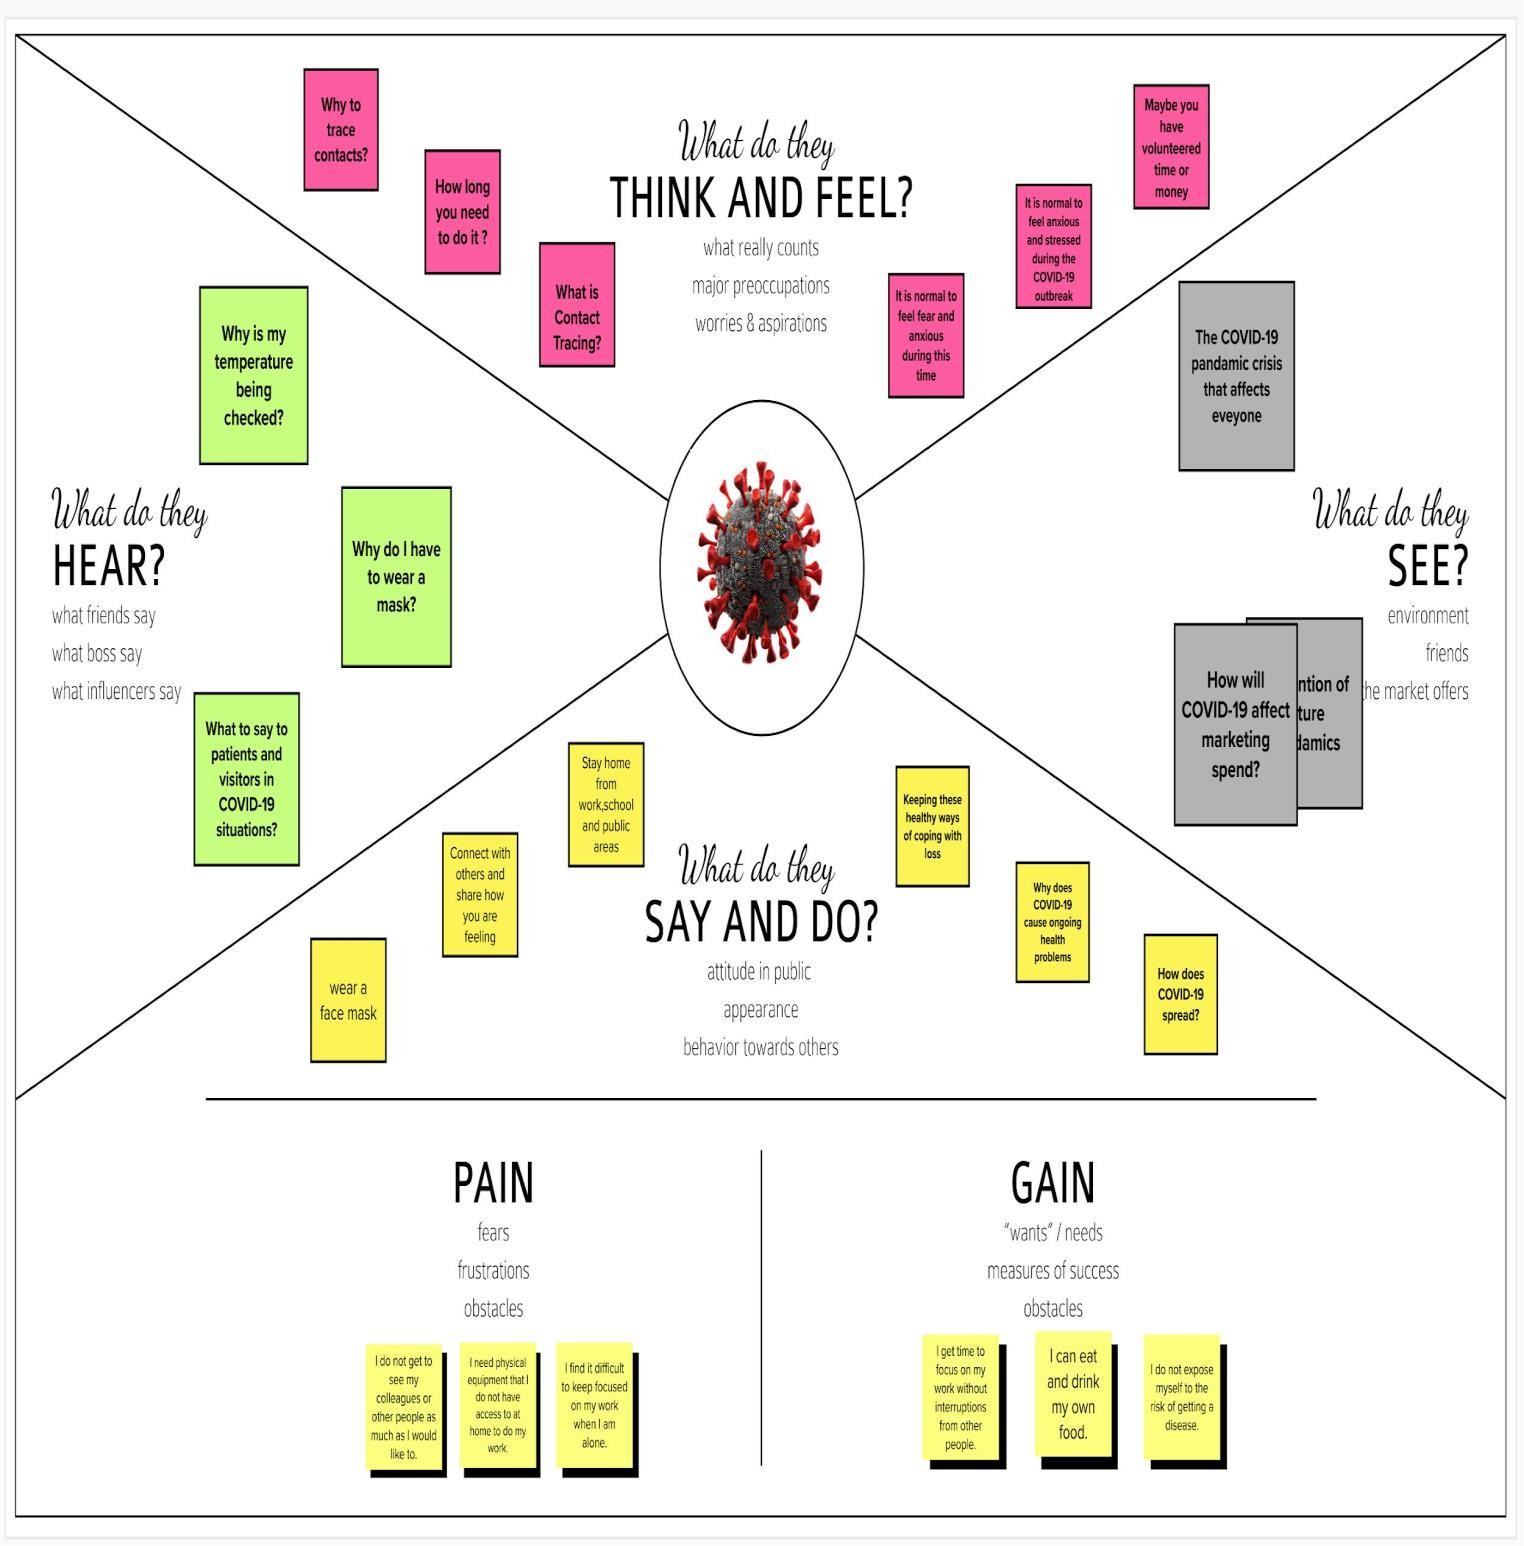 Why to
trace
contacts?
How long
you need
to do it ?
What is
Contact
Tracing?
What do they
THINK AND FEEL?
what really counts
major preoccupations
worries & aspirations
It is normal to
feel fear and
anxious
during this
time
It is normal to
feel anxious
and stressed
during the
COVID-19
outbreak
Maybe you
have
volunteered
time or
money
Why is my
temperature
being
checked?
Why do I have
to wear a
mask?
What do they
HEAR?
what friends say
what boss say
what influencers say
What to say to
patients and
visitors in
COVID-19
situations?
The COVID-19
pandamic crisis
that affects
eveyone
What do they
SEE?
environment
friends
the market offers
How will
COVID-19 affect
marketing
spend?
ntion of
ture
damics
Stay home
from
work,school
and public
areas
Connect with
others and
share how
you are
feeling
wear a
face mask
What do they
SAY AND DO?
attitude in public
appearance
behavior towards others
Keeping these
healthy ways
of coping with
loss
Why does
COVID-19
cause ongoing
health
problems
How does
COVID-19
spread?
PAIN
fears
frustrations
obstacles
I do not get to
see my
colleagues or
other people as
much as I would
like to.
I need physical
equipment that I
do not have
access to at
home to do my
work.
I find it difficult
to keep focused
on my work
when I am
alone.
GAIN
"wants" / needs
measures of success
obstacles
I get time to
focus on my
work without
interruptions
from other
people.
I can eat
and drink
my own
food.
I do not expose
myself to the
risk of getting a
disease.